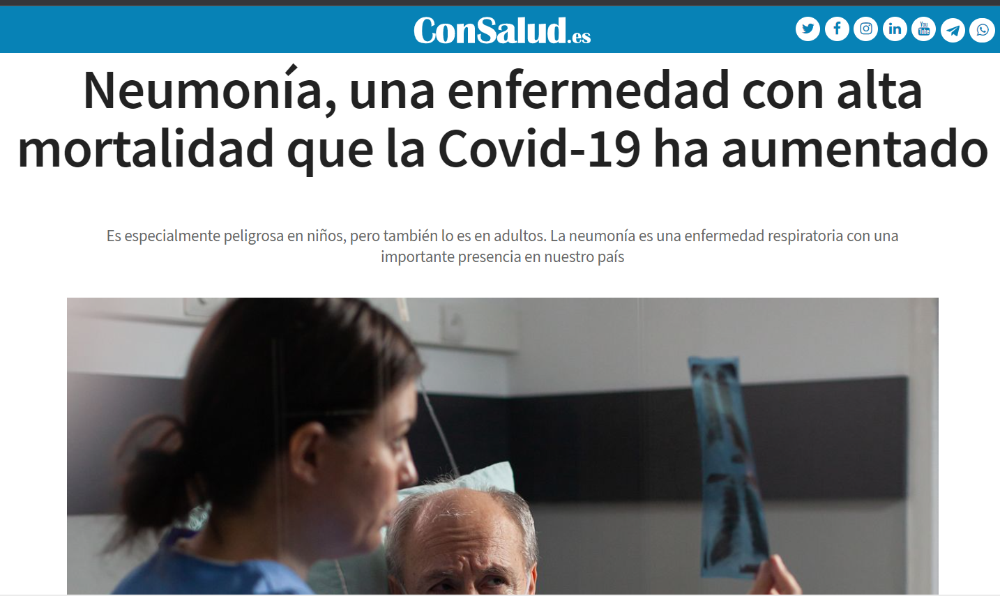 ConSalud.es
You
Tube
Neumonía, una enfermedad con alta
mortalidad que la Covid-19 ha aumentado
Es especialmente peligrosa en niños, pero también lo es en adultos. La neumonía es una enfermedad respiratoria con una
importante presencia en nuestro país